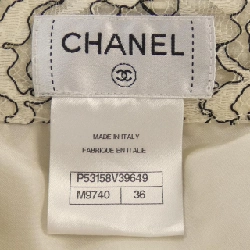 CHANEL
MADE IN ITALY
FABRIQUE EN ITALIE
P53158V39649
M9740 36